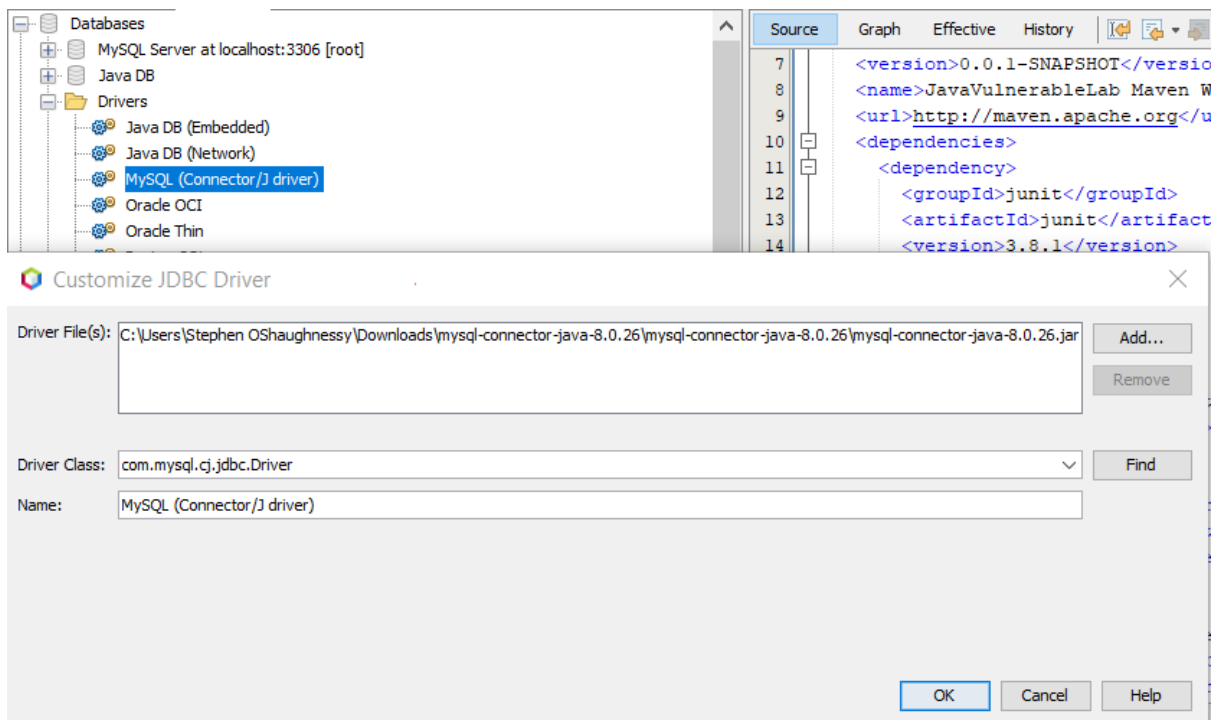 Databases
MySQL Server at localhost:3306 [root]
Java DB
Drivers
Java DB (Embedded)
Java DB (Network)
MySQL (Connector/J driver)
Oracle OCI
Oracle Thin
Source Graph Effective History
7 <version>0.0.1-SNAPSHOT</versio
8 <name>JavaVulnerableLab Maven W
9 <url>http://maven.apache.org</u
10 <dependencies>
11 <dependency>
12 <groupId>junit</groupId>
13 <artifactId>junit</artifact
14 <version>3.8.1</version>
Customize JDBC Driver
Driver File(s): C:\Users\Stephen OShaughnessy\Downloads\mysql-connector-java-8.0.26\mysql-connector-java-8.0.26\mysql-connector-java-8.0.26.jar Add...
Remove
Driver Class: com.mysql.cj.jdbc.Driver Find
Name: MySQL (Connector/J driver)
OK Cancel Help